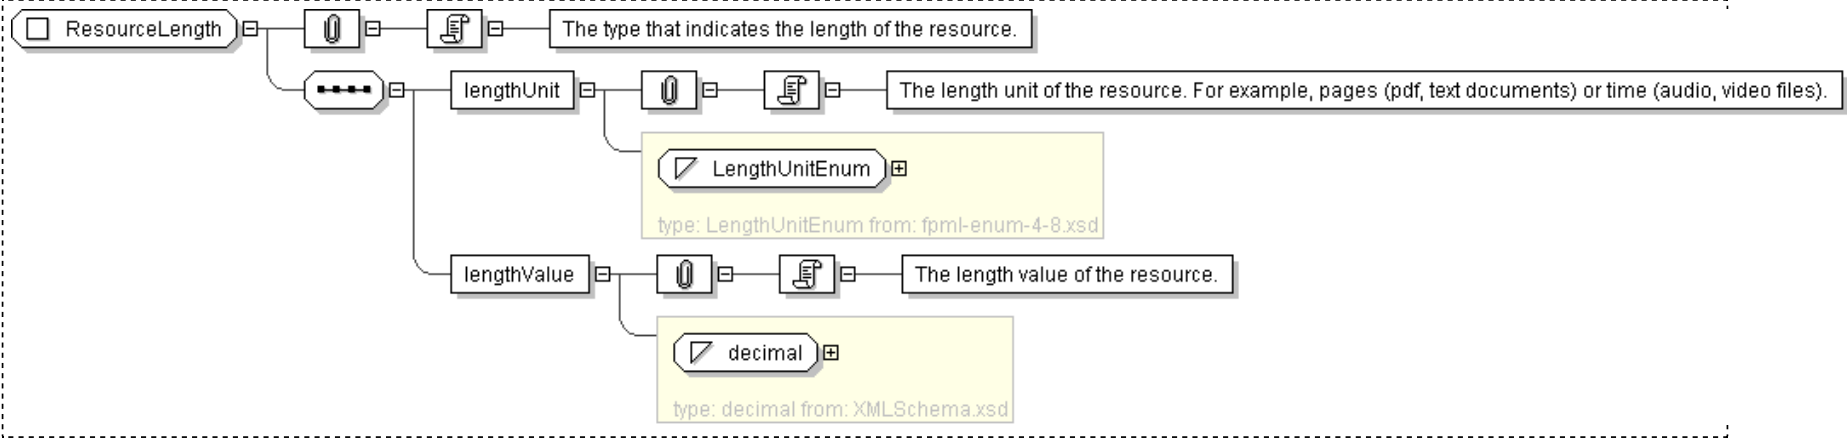 ResourceLength
The type that indicates the length of the resource.
lengthUnit
The length unit of the resource. For example, pages (pdf, text documents) or time (audio, video files).
LengthUnitEnum
type: LengthUnitEnum from: fpml-enum-4-8.xsd
lengthValue
The length value of the resource.
decimal
type: decimal from: XMLSchema.xsd